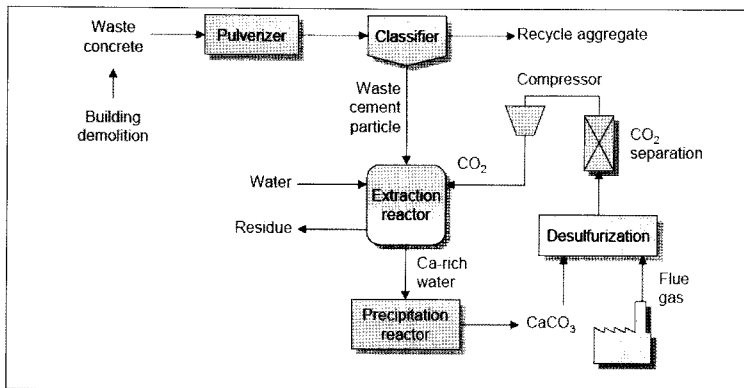 Waste
concrete
Pulverizer
Classifier
Recycle aggregate
Building
demolition
Waste
cement
particle
Compressor
CO₂
CO₂
separation
Water
Extraction
reactor
Residue
Desulfurization
Ca-rich
water
Flue
gas
Precipitation
reactor
CaCO₃